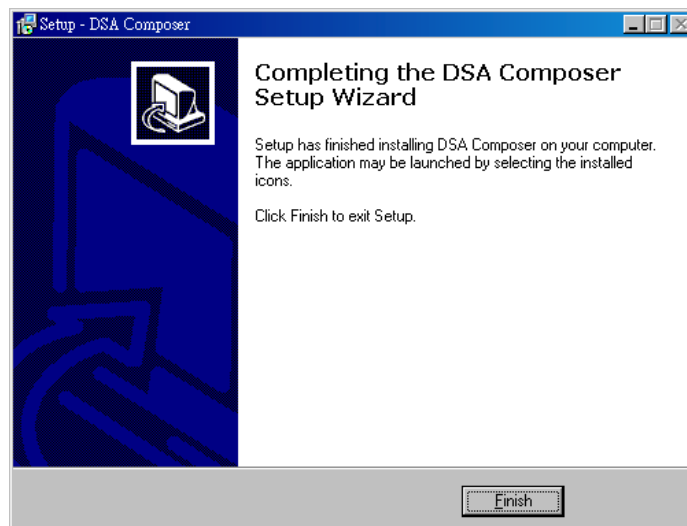 Setup - DSA Composer
Completing the DSA Composer
Setup Wizard
Setup has finished installing DSA Composer on your computer.
The application may be launched by selecting the installed
icons.
Click Finish to exit Setup.
Finish